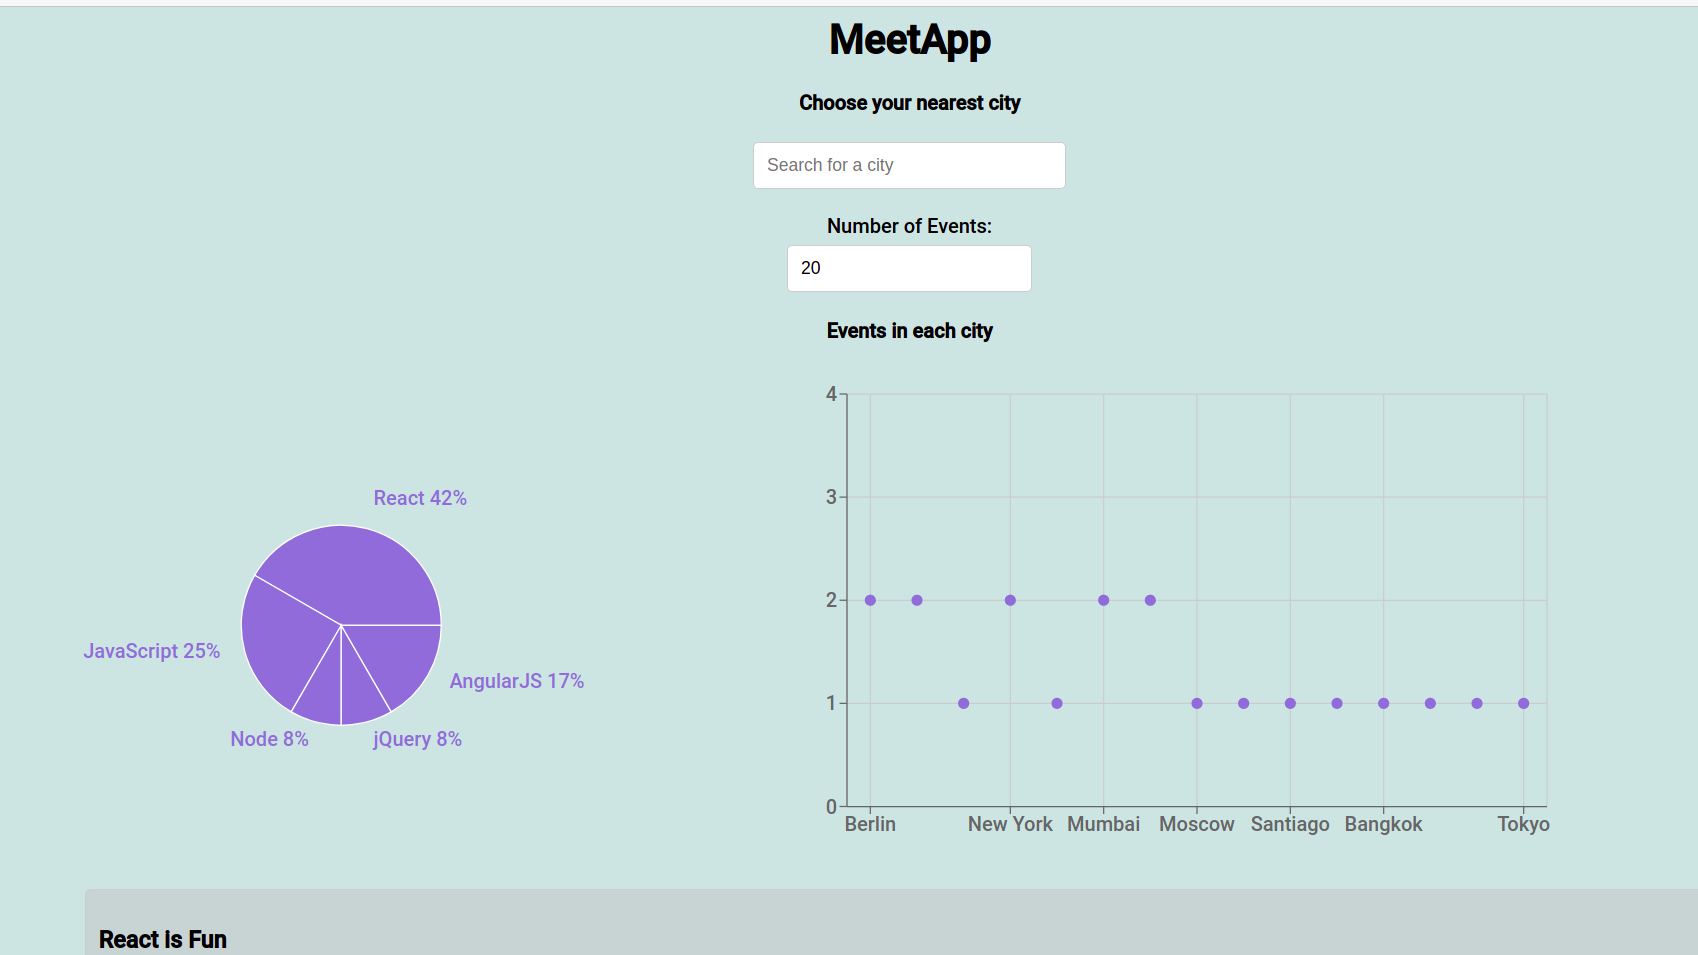 MeetApp
Choose your nearest city
Search for a city
Number of Events:
20
Events in each city
React 42%
JavaScript 25%
AngularJS 17%
Node 8%
jQuery 8%
4
3
2
1
0
Berlin New York Mumbai Moscow Santiago Bangkok Tokyo
React is Fun